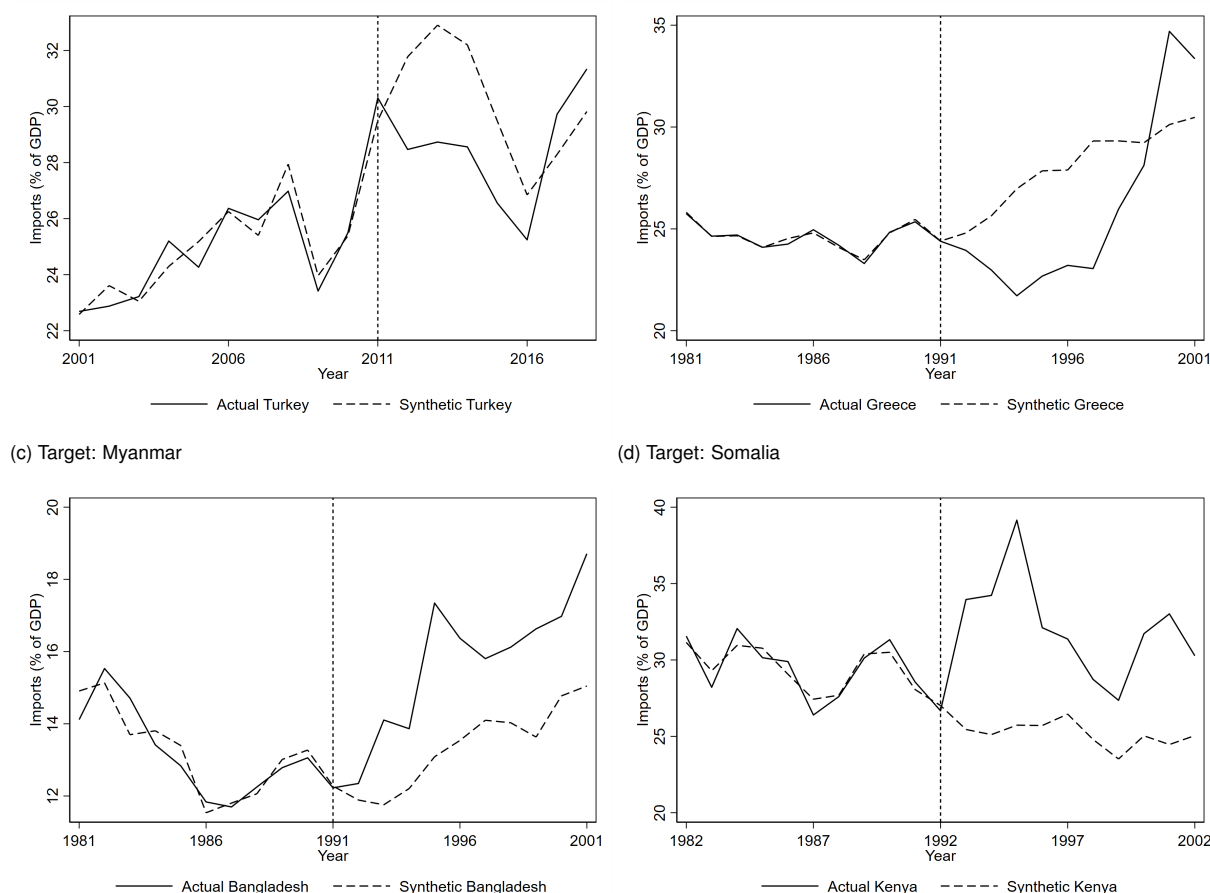 Imports (% of GDP)
32
30
28
26
24
22
2001 2006 2011 2016
Year
Actual Turkey Synthetic Turkey
Imports (% of GDP)
35
30
25
20
1981 1986 1991 1996 2001
Year
Actual Greece Synthetic Greece
(c) Target: Myanmar
Imports (% of GDP)
20
18
16
14
12
1981 1986 1991 1996 2001
Year
Actual Bangladesh Synthetic Bangladesh
(d) Target: Somalia
Imports (% of GDP)
40
35
30
25
20
1982 1987 1992 1997 2002
Year
Actual Kenya Synthetic Kenya